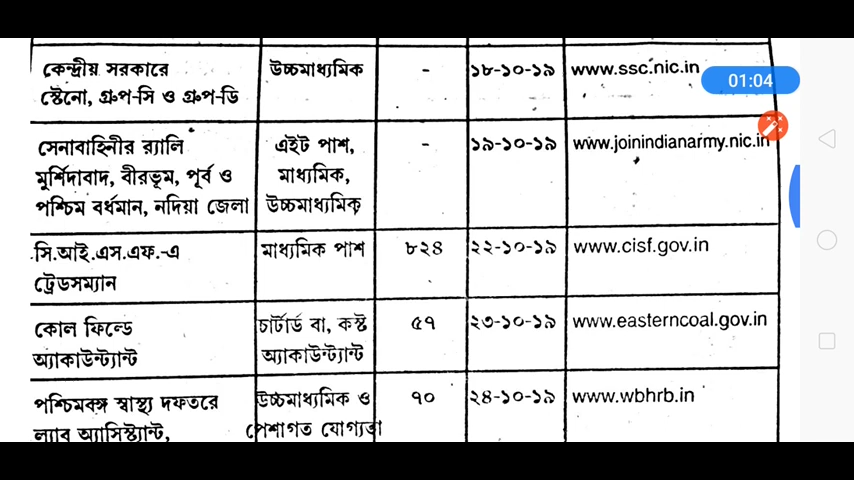 কেন্দ্রীয় সরকারে উচ্চমাধ্যমিক - ১৮-১০-১৯ www.ssc.nic.in
স্টেনো, গ্রুপ-সি ও গ্রুপ-ডি
01:04
সেনাবাহিনীর র‍্যালি এইট পাশ, - ১৯-১০-১৯ www.joinindianarmy.nic.in
মুর্শিদাবাদ, বীরভূম, পূর্ব ও মাধ্যমিক,
পশ্চিম বর্ধমান, নদিয়া জেলা উচ্চমাধ্যমিক
সি.আই.এস.এফ.-এ মাধ্যমিক পাশ ৮২৪ ২২-১০-১৯ www.cisf.gov.in
ট্রেডসম্যান
কোল ফিল্ডে চার্টার্ড বা, কস্ট ৫৭ ২৩-১০-১৯ www.easterncoal.gov.in
অ্যাকাউন্ট্যান্ট অ্যাকাউন্ট্যান্ট
পশ্চিমবঙ্গ স্বাস্থ্য দফতরে উচ্চমাধ্যমিক ও ৭০ ২৪-১০-১৯ www.wbhrb.in
ল্যাব অ্যাসিস্ট্যান্ট, পেশাগত যোগ্যতা